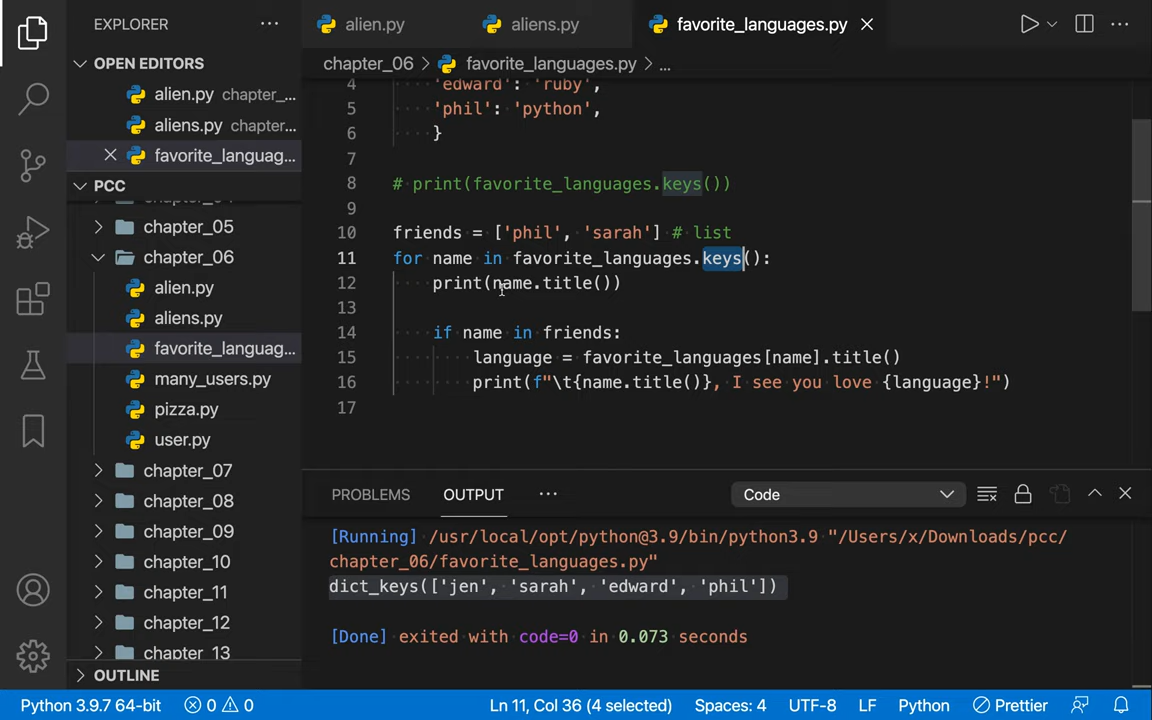 EXPLORER
alien.py
aliens.py
favorite_languages.py
OPEN EDITORS
chapter_06 > favorite_languages.py > ...
alien.py chapter_...
aliens.py chapter...
favorite_languag...
PCC
chapter_05
chapter_06
alien.py
aliens.py
favorite_languag...
many_users.py
pizza.py
user.py
chapter_07
chapter_08
chapter_09
chapter_10
chapter_11
chapter_12
chapter_13
OUTLINE
4 'edward': 'ruby',
5 'phil': 'python',
6 }
7
8 # print(favorite_languages.keys())
9
10 friends = ['phil', 'sarah'] # list
11 for name in favorite_languages.keys():
12 print(name.title())
13
14 if name in friends:
15 language = favorite_languages[name].title()
16 print(f"\t{name.title()}, I see you love {language}!")
17
PROBLEMS OUTPUT ... Code
[Running] /usr/local/opt/python@3.9/bin/python3.9 "/Users/x/Downloads/pcc/
chapter_06/favorite_languages.py"
dict_keys(['jen', 'sarah', 'edward', 'phil'])
[Done] exited with code=0 in 0.073 seconds
Python 3.9.7 64-bit 0 0 Ln 11, Col 36 (4 selected) Spaces: 4 UTF-8 LF Python Prettier